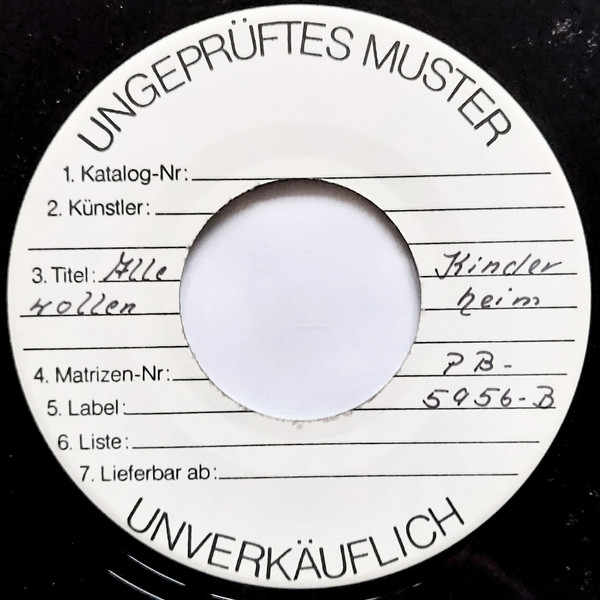 UNGEPRÜFTES MUSTER
1. Katalog-Nr:
2. Künstler:
3. Titel: Alle Kinder
wollen heim
4. Matrizen-Nr: PB-
5. Label: 5956-B
6. Liste:
7. Lieferbar ab:
UNVERKÄUFLICH